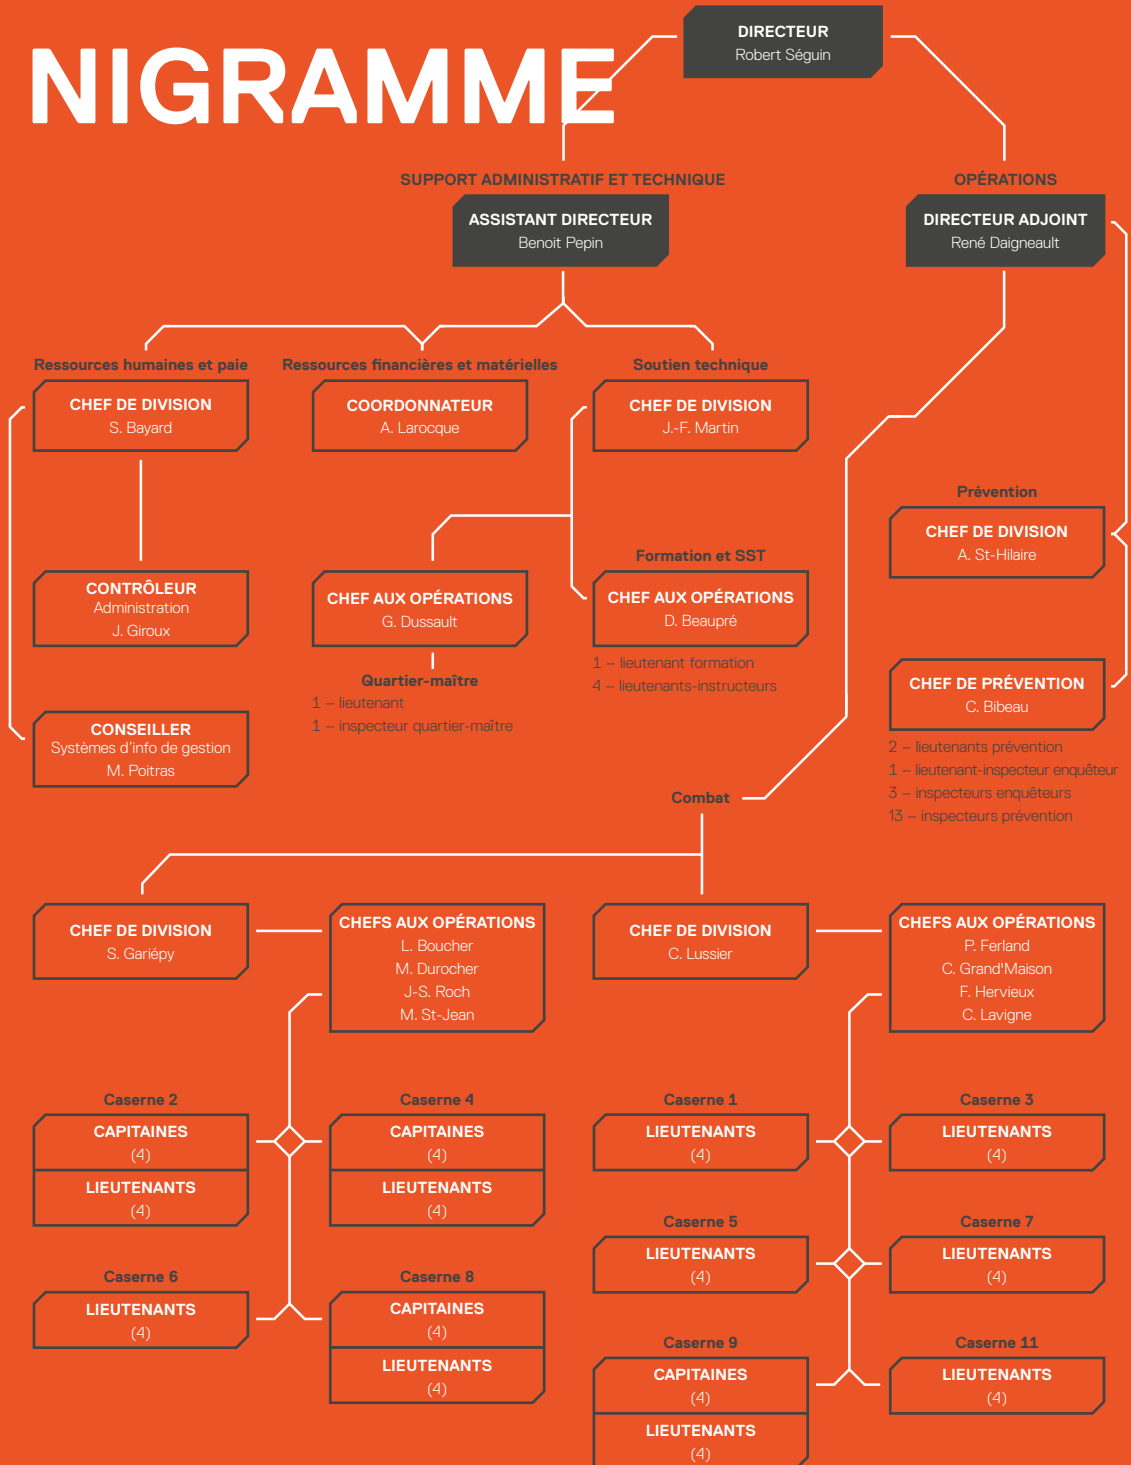 NIGRAMME
DIRECTEUR
Robert Séguin
SUPPORT ADMINISTRATIF ET TECHNIQUE
ASSISTANT DIRECTEUR
Benoit Pepin
OPÉRATIONS
DIRECTEUR ADJOINT
René Daigneault
Ressources humaines et paie
CHEF DE DIVISION
S. Bayard
Ressources financières et matérielles
COORDONNATEUR
A. Larocque
Soutien technique
CHEF DE DIVISION
J.-F. Martin
Prévention
CHEF DE DIVISION
A. St-Hilaire
CONTRÔLEUR
Administration
J. Giroux
CHEF AUX OPÉRATIONS
G. Dussault
Quartier-maître
1 – lieutenant
1 – inspecteur quartier-maître
Formation et SST
CHEF AUX OPÉRATIONS
D. Beaupré
1 – lieutenant formation
4 – lieutenants-instructeurs
CHEF DE PRÉVENTION
C. Bibeau
2 – lieutenants prévention
1 – lieutenant-inspecteur enquêteur
3 – inspecteurs enquêteurs
13 – inspecteurs prévention
CONSEILLER
Systèmes d'info de gestion
M. Poitras
Combat
CHEF DE DIVISION
S. Gariépy
CHEFS AUX OPÉRATIONS
L. Boucher
M. Durocher
J-S. Roch
M. St-Jean
CHEF DE DIVISION
C. Lussier
CHEFS AUX OPÉRATIONS
P. Ferland
C. Grand'Maison
F. Hervieux
C. Lavigne
Caserne 2
CAPITAINES
(4)
LIEUTENANTS
(4)
Caserne 4
CAPITAINES
(4)
LIEUTENANTS
(4)
Caserne 1
LIEUTENANTS
(4)
Caserne 3
LIEUTENANTS
(4)
Caserne 5
LIEUTENANTS
(4)
Caserne 7
LIEUTENANTS
(4)
Caserne 6
LIEUTENANTS
(4)
Caserne 8
CAPITAINES
(4)
LIEUTENANTS
(4)
Caserne 9
CAPITAINES
(4)
LIEUTENANTS
(4)
Caserne 11
LIEUTENANTS
(4)